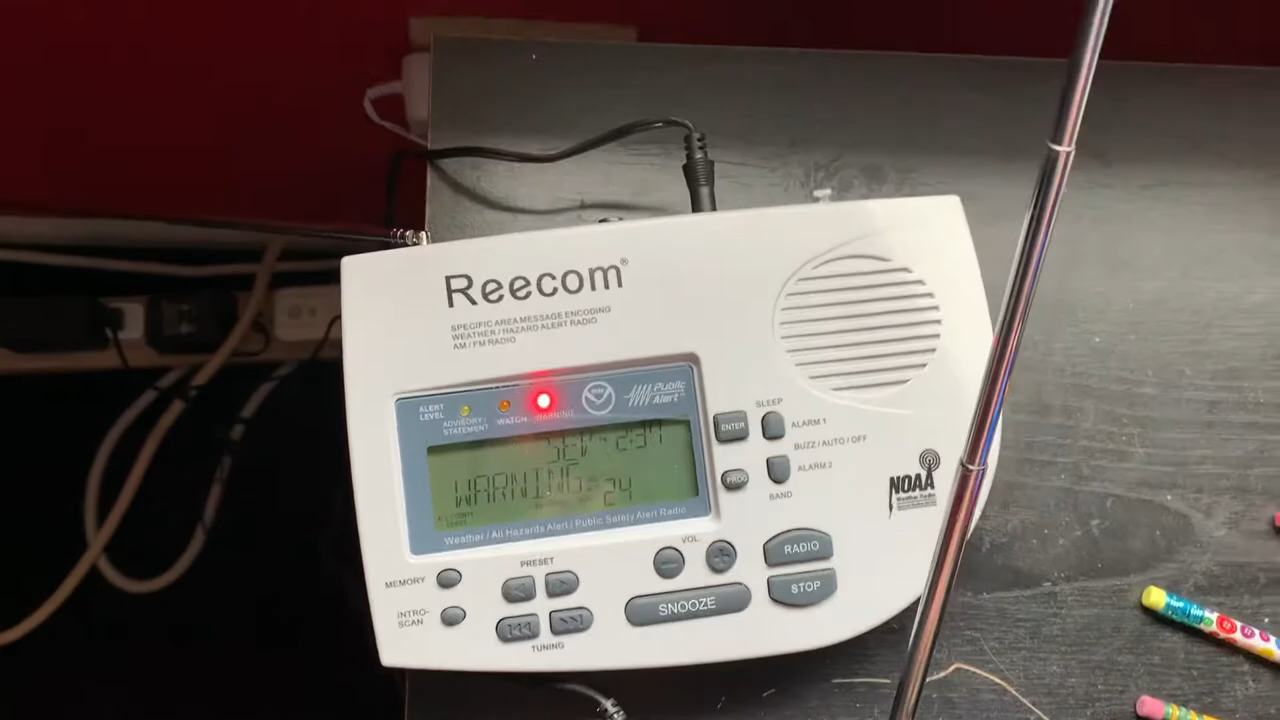 Reecom®
SPECIFIC AREA MESSAGE ENCODING
WEATHER / HAZARD ALERT RADIO
AM / FM RADIO
ALERT
LEVEL
ADVISORY /
STATEMENT
WATCH
WARNING
Public
Alert
2:37
WARNING
24
Weather / All Hazards Alert / Public Safety Alert Radio
ENTER
SLEEP
ALARM 1
BUZZ / AUTO / OFF
PROG
ALARM 2
BAND
NOAA
Weather Radio
MEMORY
PRESET
VOL.
RADIO
INTRO-
SCAN
SNOOZE
STOP
TUNING